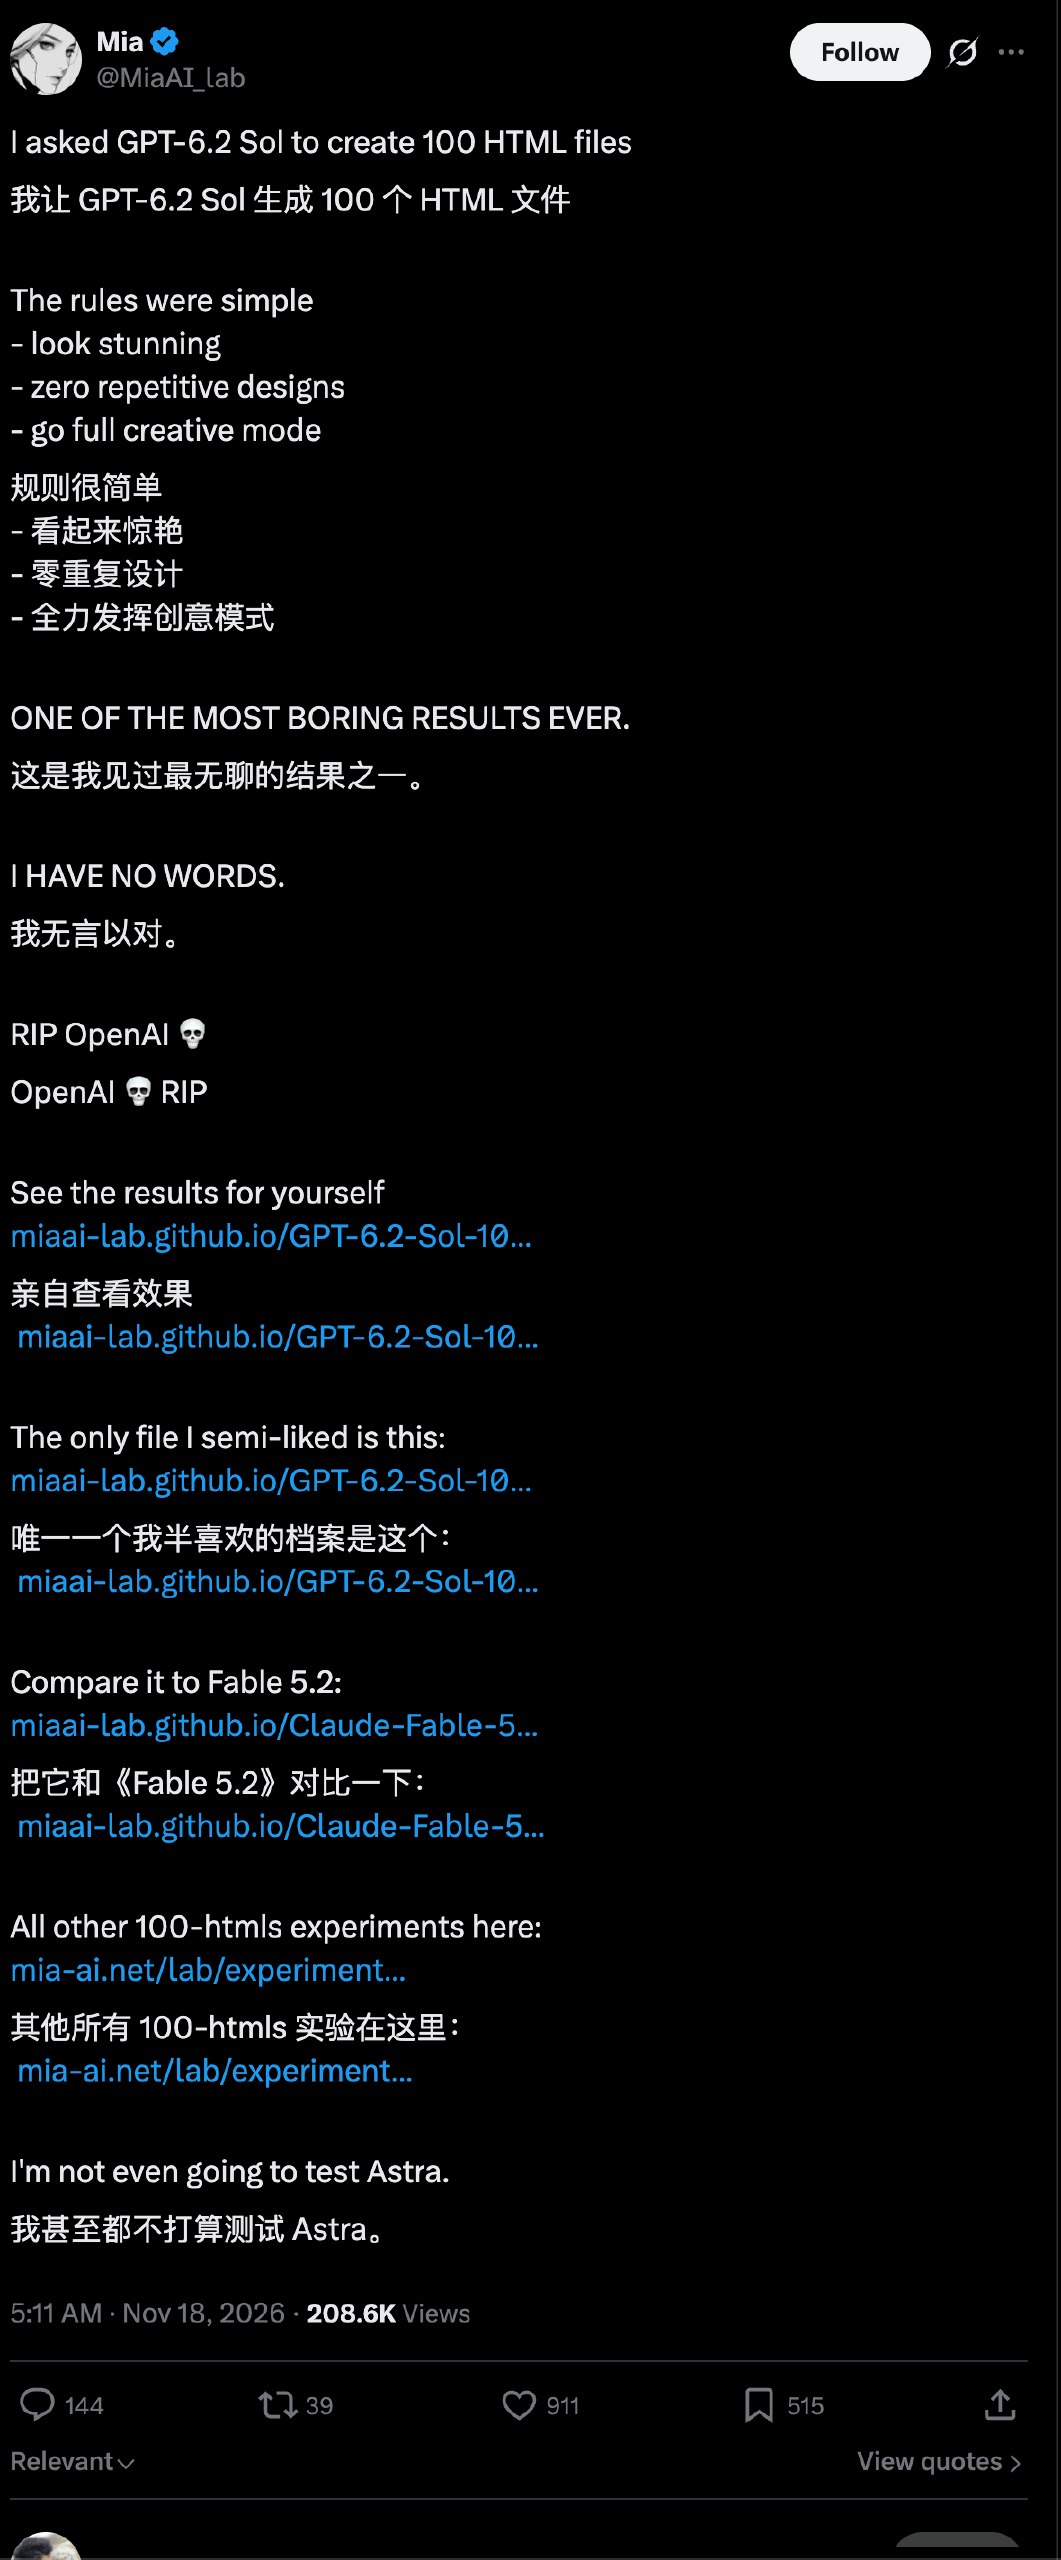 Mia
@MiaAI_lab
Follow
I asked GPT-6.2 Sol to create 100 HTML files
我让 GPT-6.2 Sol 生成 100 个 HTML 文件
The rules were simple
- look stunning
- zero repetitive designs
- go full creative mode
规则很简单
- 看起来惊艳
- 零重复设计
- 全力发挥创意模式
ONE OF THE MOST BORING RESULTS EVER.
这是我见过最无聊的结果之一。
I HAVE NO WORDS.
我无言以对。
RIP OpenAI 💀
OpenAI 💀 RIP
See the results for yourself
miaai-lab.github.io/GPT-6.2-Sol-10…
亲自查看效果
miaai-lab.github.io/GPT-6.2-Sol-10…
The only file I semi-liked is this:
miaai-lab.github.io/GPT-6.2-Sol-10…
唯一一个我半喜欢的档案是这个：
miaai-lab.github.io/GPT-6.2-Sol-10…
Compare it to Fable 5.2:
miaai-lab.github.io/Claude-Fable-5…
把它和《Fable 5.2》对比一下：
miaai-lab.github.io/Claude-Fable-5…
All other 100-htmls experiments here:
mia-ai.net/lab/experiment…
其他所有 100-htmls 实验在这里：
mia-ai.net/lab/experiment…
I'm not even going to test Astra.
我甚至都不打算测试 Astra。
5:11 AM · Nov 18, 2026 · 208.6K Views
144 39 911 515
Relevant View quotes